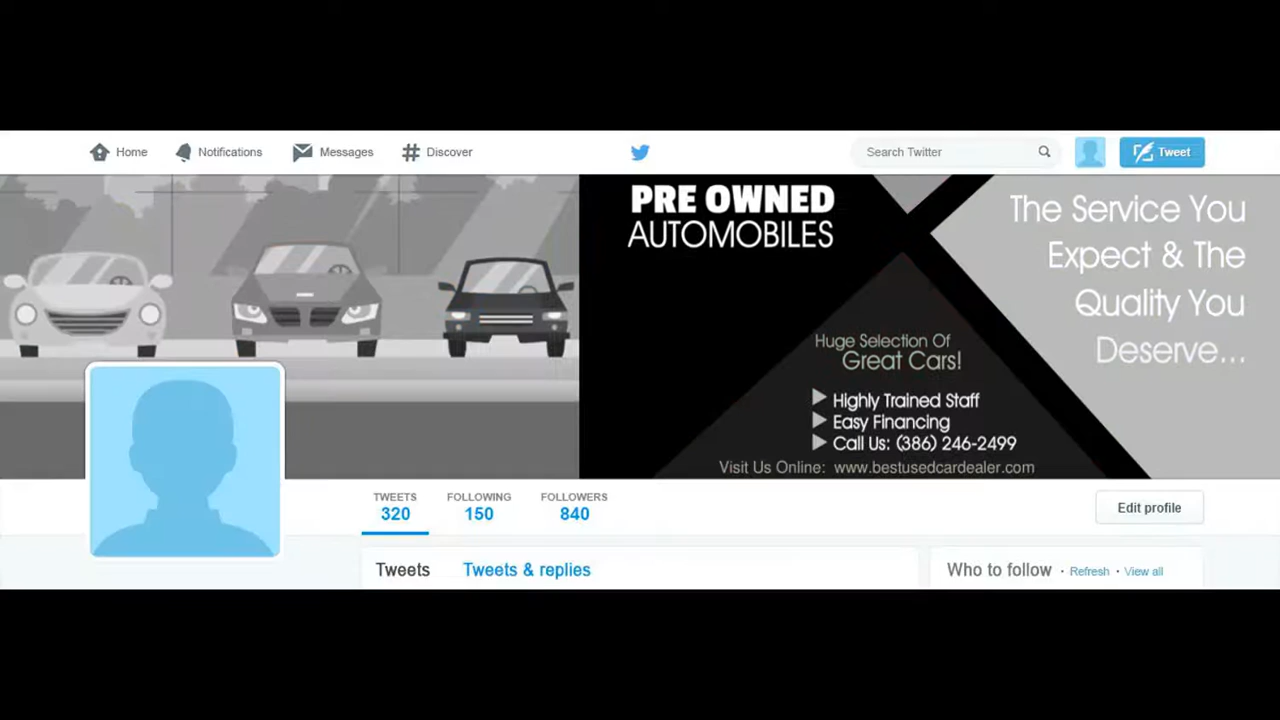 Home Notifications Messages Discover Search Twitter Tweet
PRE OWNED
AUTOMOBILES
The Service You
Expect & The
Quality You
Deserve...
Huge Selection Of
Great Cars!
Highly Trained Staff
Easy Financing
Call Us: (386) 246-2499
Visit Us Online: www.bestusedcardealer.com
TWEETS FOLLOWING FOLLOWERS
320 150 840
Edit profile
Tweets Tweets & replies
Who to follow · Refresh · View all